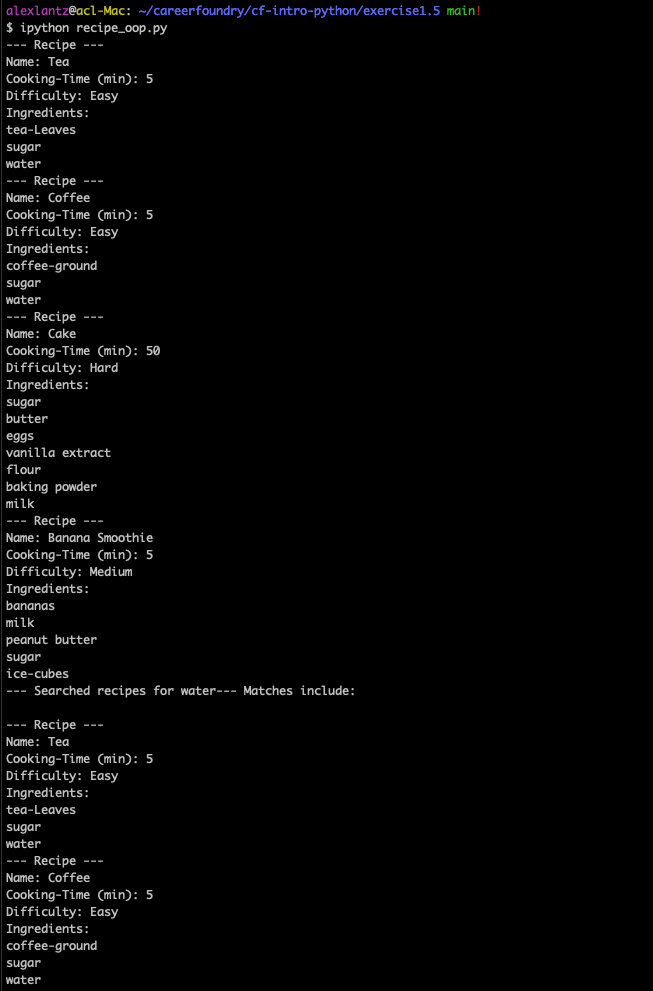 alexlantz@acl-Mac: ~/careerfoundry/cf-intro-python/exercise1.5 main!
$ ipython recipe_oop.py
--- Recipe ---
Name: Tea
Cooking-Time (min): 5
Difficulty: Easy
Ingredients:
tea-Leaves
sugar
water
--- Recipe ---
Name: Coffee
Cooking-Time (min): 5
Difficulty: Easy
Ingredients:
coffee-ground
sugar
water
--- Recipe ---
Name: Cake
Cooking-Time (min): 50
Difficulty: Hard
Ingredients:
sugar
butter
eggs
vanilla extract
flour
baking powder
milk
--- Recipe ---
Name: Banana Smoothie
Cooking-Time (min): 5
Difficulty: Medium
Ingredients:
bananas
milk
peanut butter
sugar
ice-cubes
--- Searched recipes for water--- Matches include:
--- Recipe ---
Name: Tea
Cooking-Time (min): 5
Difficulty: Easy
Ingredients:
tea-Leaves
sugar
water
--- Recipe ---
Name: Coffee
Cooking-Time (min): 5
Difficulty: Easy
Ingredients:
coffee-ground
sugar
water